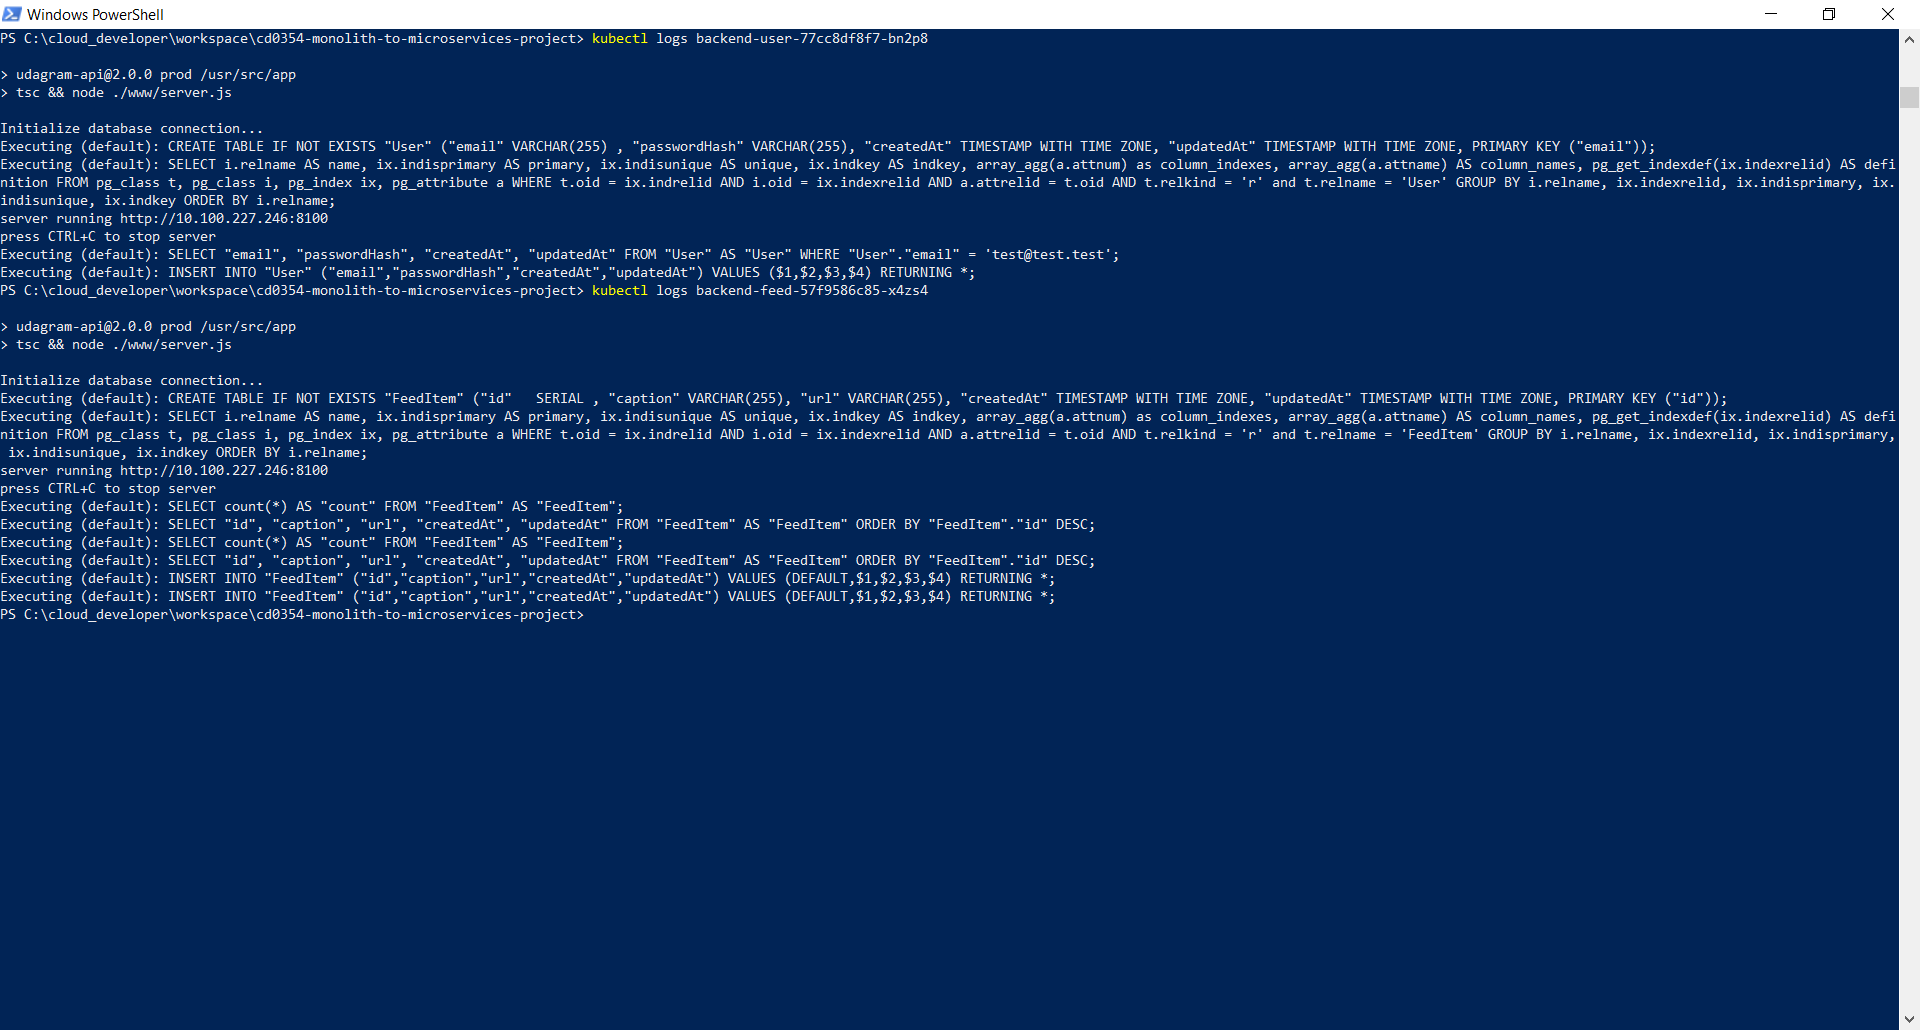 Windows PowerShell
PS C:\cloud_developer\workspace\cd0354-monolith-to-microservices-project> kubectl logs backend-user-77cc8df8f7-bn2p8
> udagram-api@2.0.0 prod /usr/src/app
> tsc && node ./www/server.js
Initialize database connection...
Executing (default): CREATE TABLE IF NOT EXISTS "User" ("email" VARCHAR(255) , "passwordHash" VARCHAR(255), "createdAt" TIMESTAMP WITH TIME ZONE, "updatedAt" TIMESTAMP WITH TIME ZONE, PRIMARY KEY ("email"));
Executing (default): SELECT i.relname AS name, ix.indisprimary AS primary, ix.indisunique AS unique, ix.indkey AS indkey, array_agg(a.attnum) as column_indexes, array_agg(a.attname) AS column_names, pg_get_indexdef(ix.indexrelid) AS defi
nition FROM pg_class t, pg_class i, pg_index ix, pg_attribute a WHERE t.oid = ix.indrelid AND i.oid = ix.indexrelid AND a.attrelid = t.oid AND t.relkind = 'r' and t.relname = 'User' GROUP BY i.relname, ix.indexrelid, ix.indisprimary, ix.
indisunique, ix.indkey ORDER BY i.relname;
server running http://10.100.227.246:8100
press CTRL+C to stop server
Executing (default): SELECT "email", "passwordHash", "createdAt", "updatedAt" FROM "User" AS "User" WHERE "User"."email" = 'test@test.test';
Executing (default): INSERT INTO "User" ("email","passwordHash","createdAt","updatedAt") VALUES ($1,$2,$3,$4) RETURNING *;
PS C:\cloud_developer\workspace\cd0354-monolith-to-microservices-project> kubectl logs backend-feed-57f9586c85-x4zs4
> udagram-api@2.0.0 prod /usr/src/app
> tsc && node ./www/server.js
Initialize database connection...
Executing (default): CREATE TABLE IF NOT EXISTS "FeedItem" ("id"   SERIAL , "caption" VARCHAR(255), "url" VARCHAR(255), "createdAt" TIMESTAMP WITH TIME ZONE, "updatedAt" TIMESTAMP WITH TIME ZONE, PRIMARY KEY ("id"));
Executing (default): SELECT i.relname AS name, ix.indisprimary AS primary, ix.indisunique AS unique, ix.indkey AS indkey, array_agg(a.attnum) as column_indexes, array_agg(a.attname) AS column_names, pg_get_indexdef(ix.indexrelid) AS defi
nition FROM pg_class t, pg_class i, pg_index ix, pg_attribute a WHERE t.oid = ix.indrelid AND i.oid = ix.indexrelid AND a.attrelid = t.oid AND t.relkind = 'r' and t.relname = 'FeedItem' GROUP BY i.relname, ix.indexrelid, ix.indisprimary,
 ix.indisunique, ix.indkey ORDER BY i.relname;
server running http://10.100.227.246:8100
press CTRL+C to stop server
Executing (default): SELECT count(*) AS "count" FROM "FeedItem" AS "FeedItem";
Executing (default): SELECT "id", "caption", "url", "createdAt", "updatedAt" FROM "FeedItem" AS "FeedItem" ORDER BY "FeedItem"."id" DESC;
Executing (default): SELECT count(*) AS "count" FROM "FeedItem" AS "FeedItem";
Executing (default): SELECT "id", "caption", "url", "createdAt", "updatedAt" FROM "FeedItem" AS "FeedItem" ORDER BY "FeedItem"."id" DESC;
Executing (default): INSERT INTO "FeedItem" ("id","caption","url","createdAt","updatedAt") VALUES (DEFAULT,$1,$2,$3,$4) RETURNING *;
Executing (default): INSERT INTO "FeedItem" ("id","caption","url","createdAt","updatedAt") VALUES (DEFAULT,$1,$2,$3,$4) RETURNING *;
PS C:\cloud_developer\workspace\cd0354-monolith-to-microservices-project>